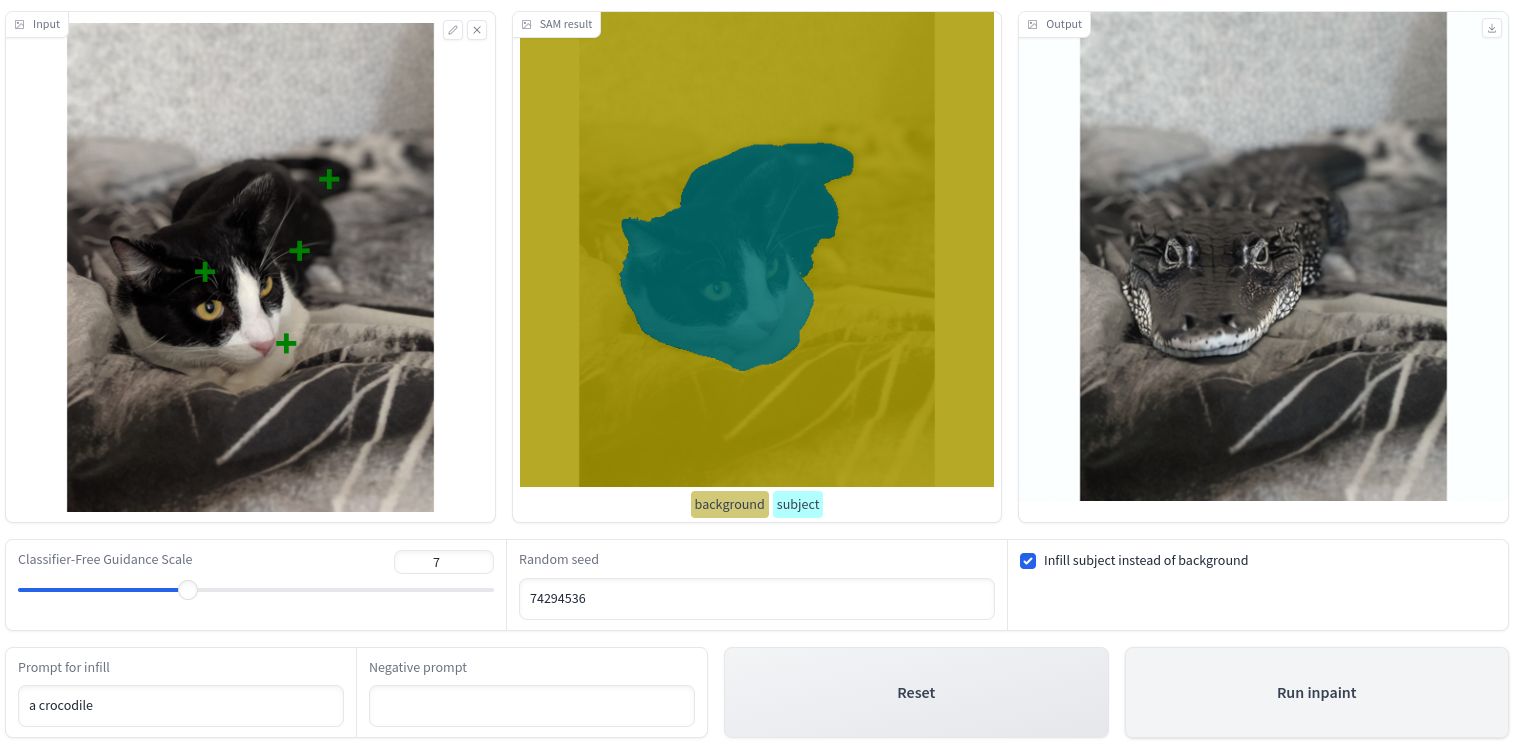 Input
SAM result
Output
background subject
Classifier-Free Guidance Scale
7
Random seed
74294536
Infill subject instead of background
Prompt for infill
a crocodile
Negative prompt
Reset
Run inpaint